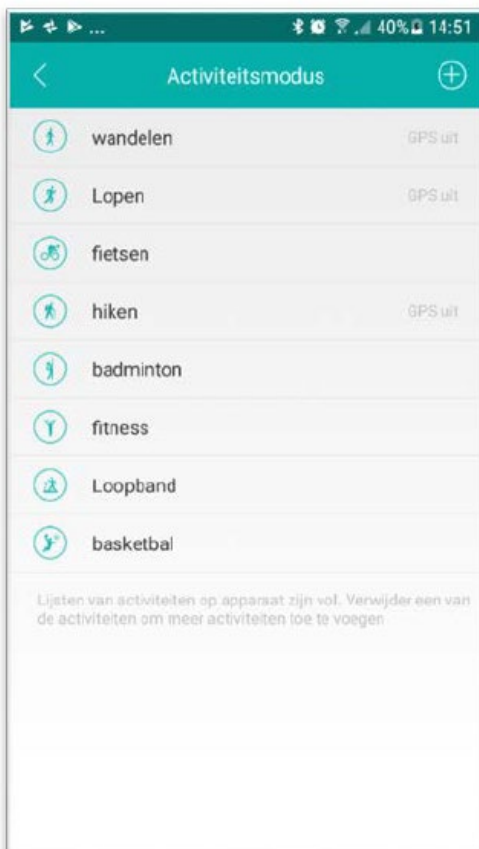 ... 40% 14:51
Activiteitsmodus
wandelen GPS uit
Lopen GPS uit
fietsen
hiken GPS uit
badminton
fitness
Loopband
basketbal
Lijsten van activiteiten op apparaat zijn vol. Verwijder een van
de activiteiten om meer activiteiten toe te voegen